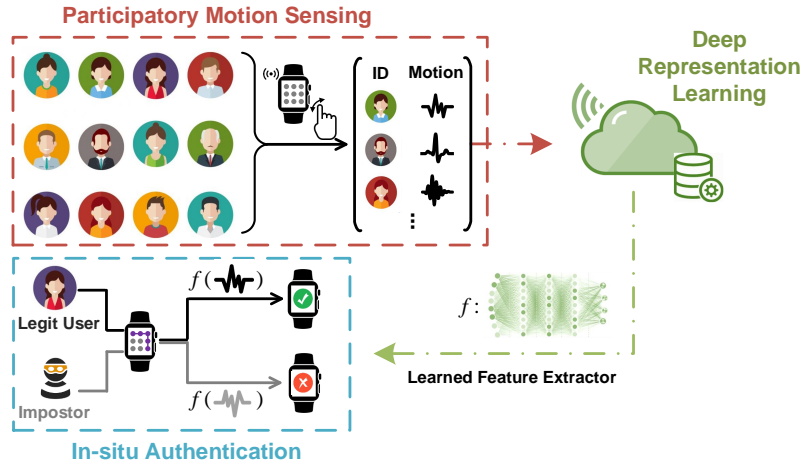 Participatory Motion Sensing
ID Motion
...
Deep
Representation
Learning
Legit User
Impostor
f( )
f( )
f:
Learned Feature Extractor
In-situ Authentication